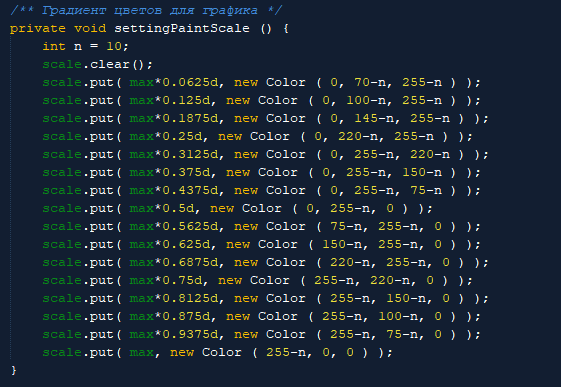 /** Градиент цветов для графика */
private void settingPaintScale () {
int n = 10;
scale.clear();
scale.put( max*0.0625d, new Color ( 0, 70-n, 255-n ) );
scale.put( max*0.125d, new Color ( 0, 100-n, 255-n ) );
scale.put( max*0.1875d, new Color ( 0, 145-n, 255-n ) );
scale.put( max*0.25d, new Color ( 0, 220-n, 255-n ) );
scale.put( max*0.3125d, new Color ( 0, 255-n, 220-n ) );
scale.put( max*0.375d, new Color ( 0, 255-n, 150-n ) );
scale.put( max*0.4375d, new Color ( 0, 255-n, 75-n ) );
scale.put( max*0.5d, new Color ( 0, 255-n, 0 ) );
scale.put( max*0.5625d, new Color ( 75-n, 255-n, 0 ) );
scale.put( max*0.625d, new Color ( 150-n, 255-n, 0 ) );
scale.put( max*0.6875d, new Color ( 220-n, 255-n, 0 ) );
scale.put( max*0.75d, new Color ( 255-n, 220-n, 0 ) );
scale.put( max*0.8125d, new Color ( 255-n, 150-n, 0 ) );
scale.put( max*0.875d, new Color ( 255-n, 100-n, 0 ) );
scale.put( max*0.9375d, new Color ( 255-n, 75-n, 0 ) );
scale.put( max, new Color ( 255-n, 0, 0 ) );
}